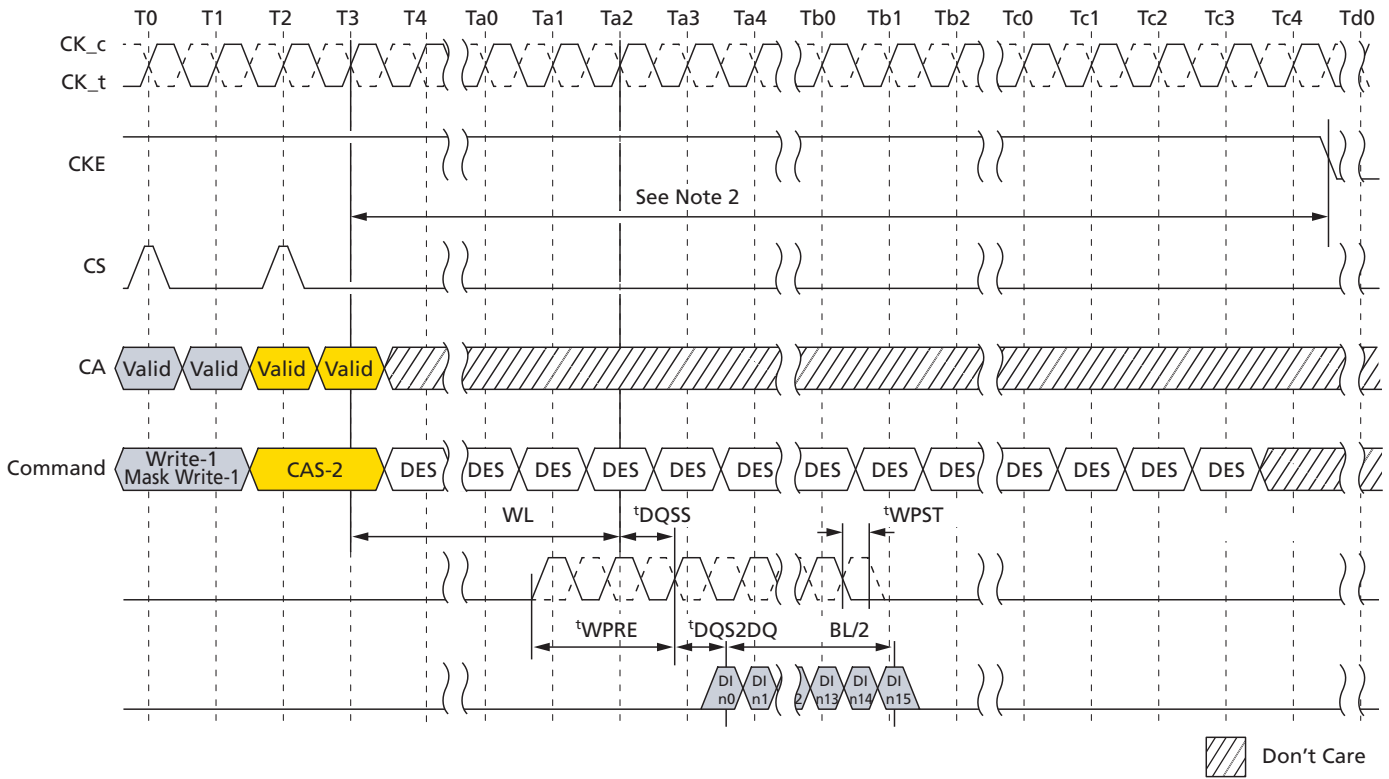 T0 T1 T2 T3 T4 Ta0 Ta1 Ta2 Ta3 Ta4 Tb0 Tb1 Tb2 Tc0 Tc1 Tc2 Tc3 Tc4 Td0
CK_c
CK_t
CKE
See Note 2
CS
CA Valid Valid Valid Valid
Command Write-1 Mask Write-1 CAS-2 DES DES DES DES DES DES DES DES DES DES DES DES DES
WL tDQSS tWPST
tWPRE tDQS2DQ BL/2
DI n0 DI n1 2 DI n13 DI n14 DI n15
Don't Care